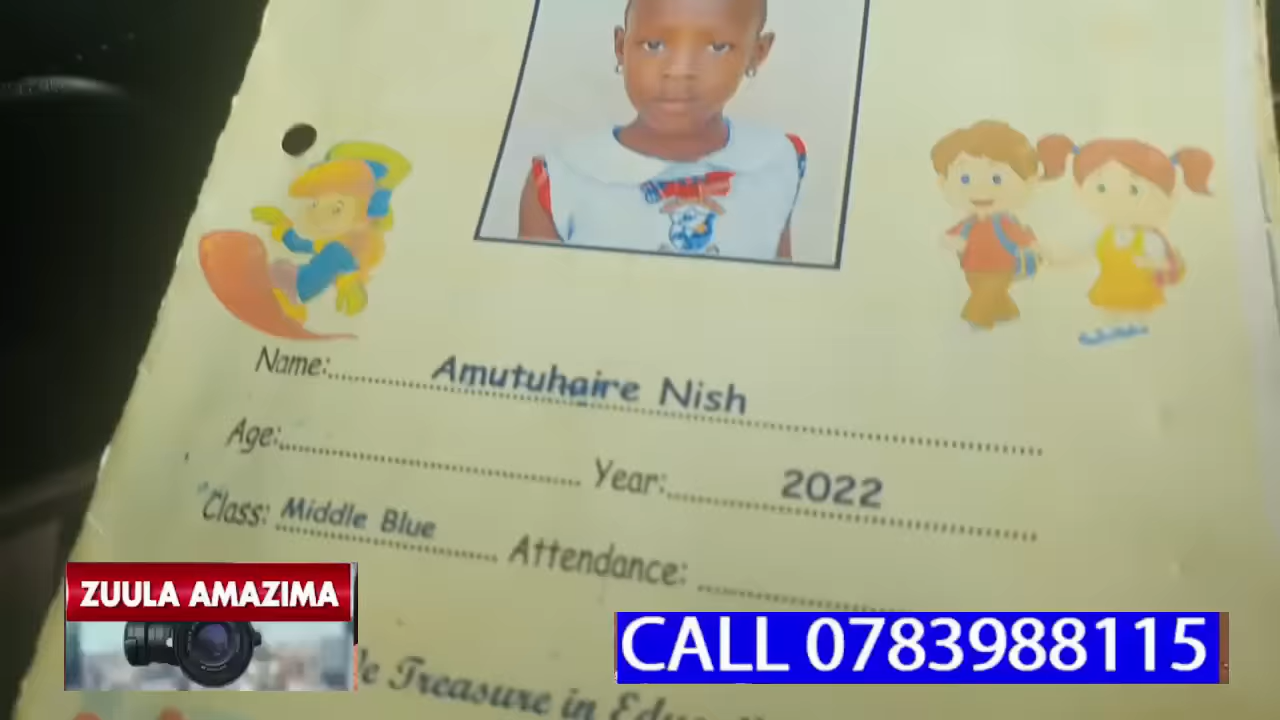 Name: Amutuhaire Nish
Age: Year: 2022
Class: Middle Blue Attendance:
ZUULA AMAZIMA
CALL 0783988115
Treasure in